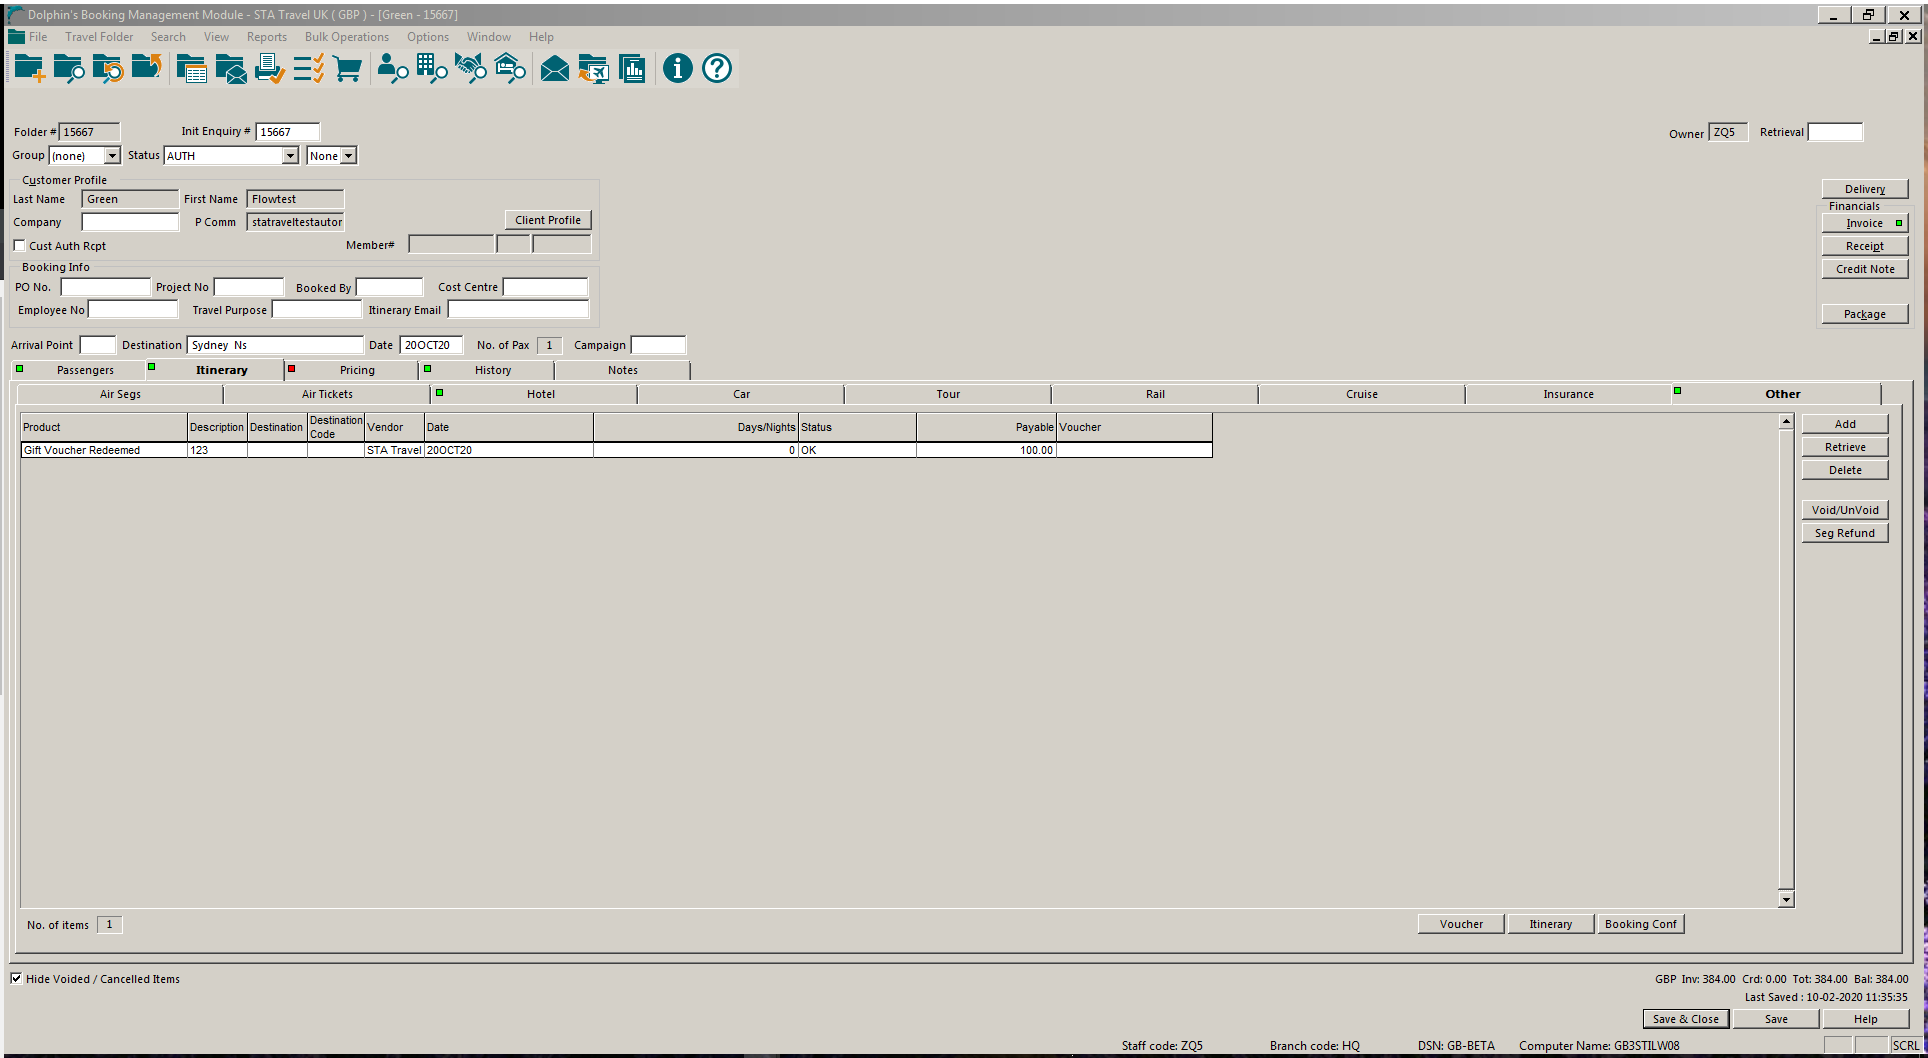 Dolphin's Booking Management Module - STA Travel UK ( GBP ) - [Green - 15667]
File Travel Folder Search View Reports Bulk Operations Options Window Help
Folder # 15667 Init Enquiry # 15667 Owner ZQ5 Retrieval
Group (none) Status AUTH None
Customer Profile
Last Name Green First Name Flowtest Delivery
Company P Comm statraveltestautor Client Profile Financials
Invoice
Cust Auth Rcpt Member# Receipt
Booking Info Credit Note
PO No. Project No Booked By Cost Centre
Employee No Travel Purpose Itinerary Email Package
Arrival Point Destination Sydney Ns Date 20OCT20 No. of Pax 1 Campaign
Passengers Itinerary Pricing History Notes
Air Segs Air Tickets Hotel Car Tour Rail Cruise Insurance Other
Product Description Destination Destination Code Vendor Date Days/Nights Status Payable Voucher
Gift Voucher Redeemed 123 STA Travel 20OCT20 0 OK 100.00
Add
Retrieve
Delete
Void/UnVoid
Seg Refund
No. of items 1 Voucher Itinerary Booking Conf
Hide Voided / Cancelled Items GBP Inv: 384.00 Crd: 0.00 Tot: 384.00 Bal: 384.00
Last Saved : 10-02-2020 11:35:35
Save & Close Save Help
Staff code: ZQ5 Branch code: HQ DSN: GB-BETA Computer Name: GB3STILW08 SCRL